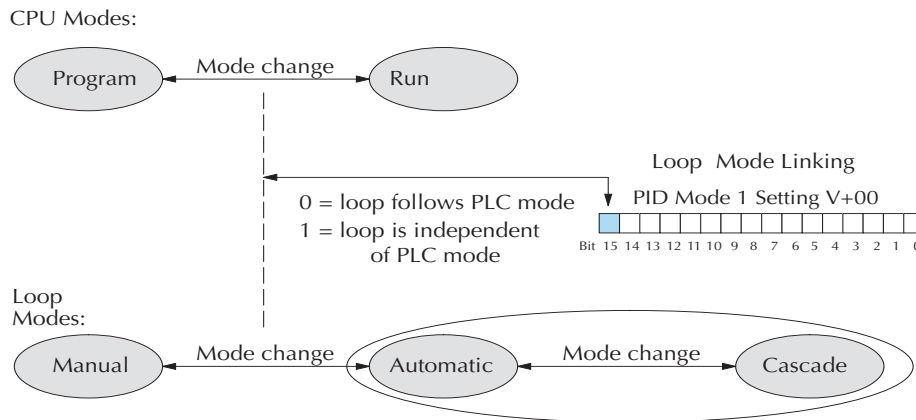 CPU Modes:
Program
Mode change
Run
Loop Mode Linking
PID Mode 1 Setting V+00
0 = loop follows PLC mode
1 = loop is independent
of PLC mode
Bit 15 14 13 12 11 10 9 8 7 6 5 4 3 2 1 0
Loop
Modes:
Manual
Mode change
Automatic
Mode change
Cascade